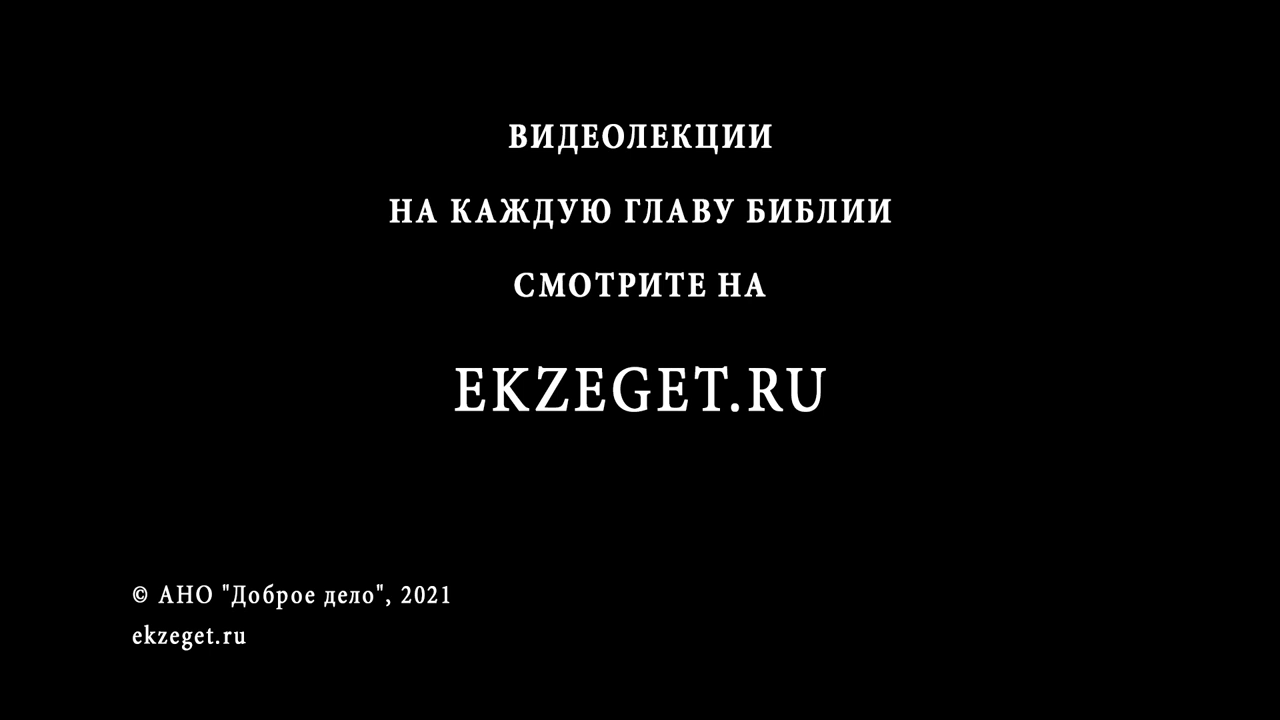 ВИДЕОЛЕКЦИИ
НА КАЖДУЮ ГЛАВУ БИБЛИИ
СМОТРИТЕ НА
EKZEGET.RU
© АНО "Доброе дело", 2021
ekzeget.ru